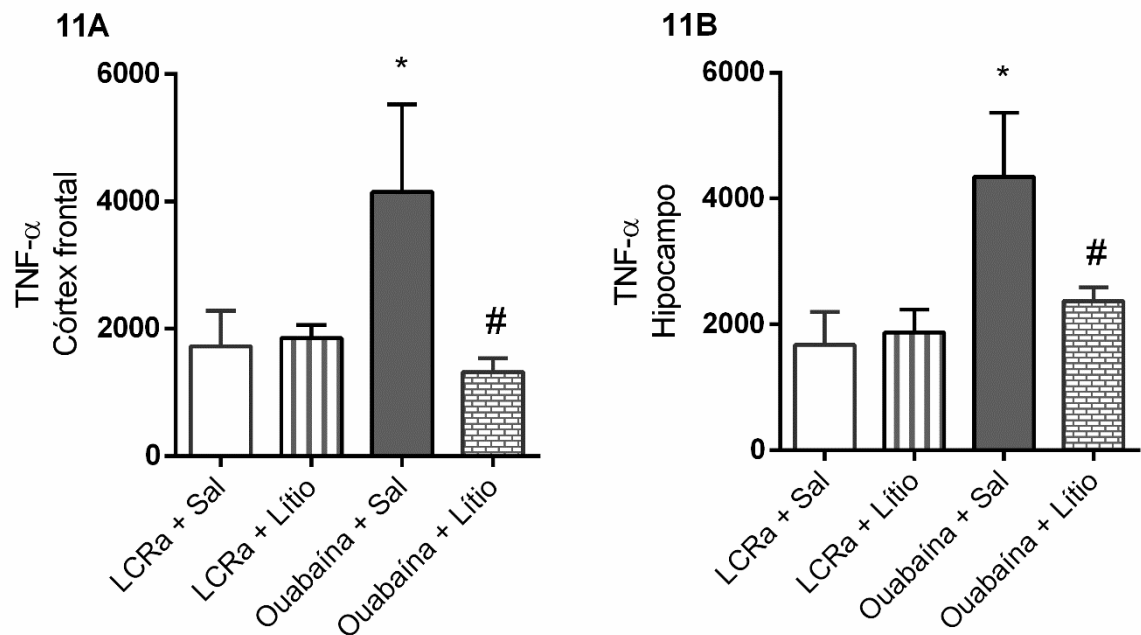 11A
TNF-α
Córtex frontal
6000
4000
2000
0
*
#
LCRa + Sal
LCRa + Lítio
Ouabaína + Sal
Ouabaína + Lítio
11B
TNF-α
Hipocampo
6000
4000
2000
0
*
#
LCRa + Sal
LCRa + Lítio
Ouabaína + Sal
Ouabaína + Lítio